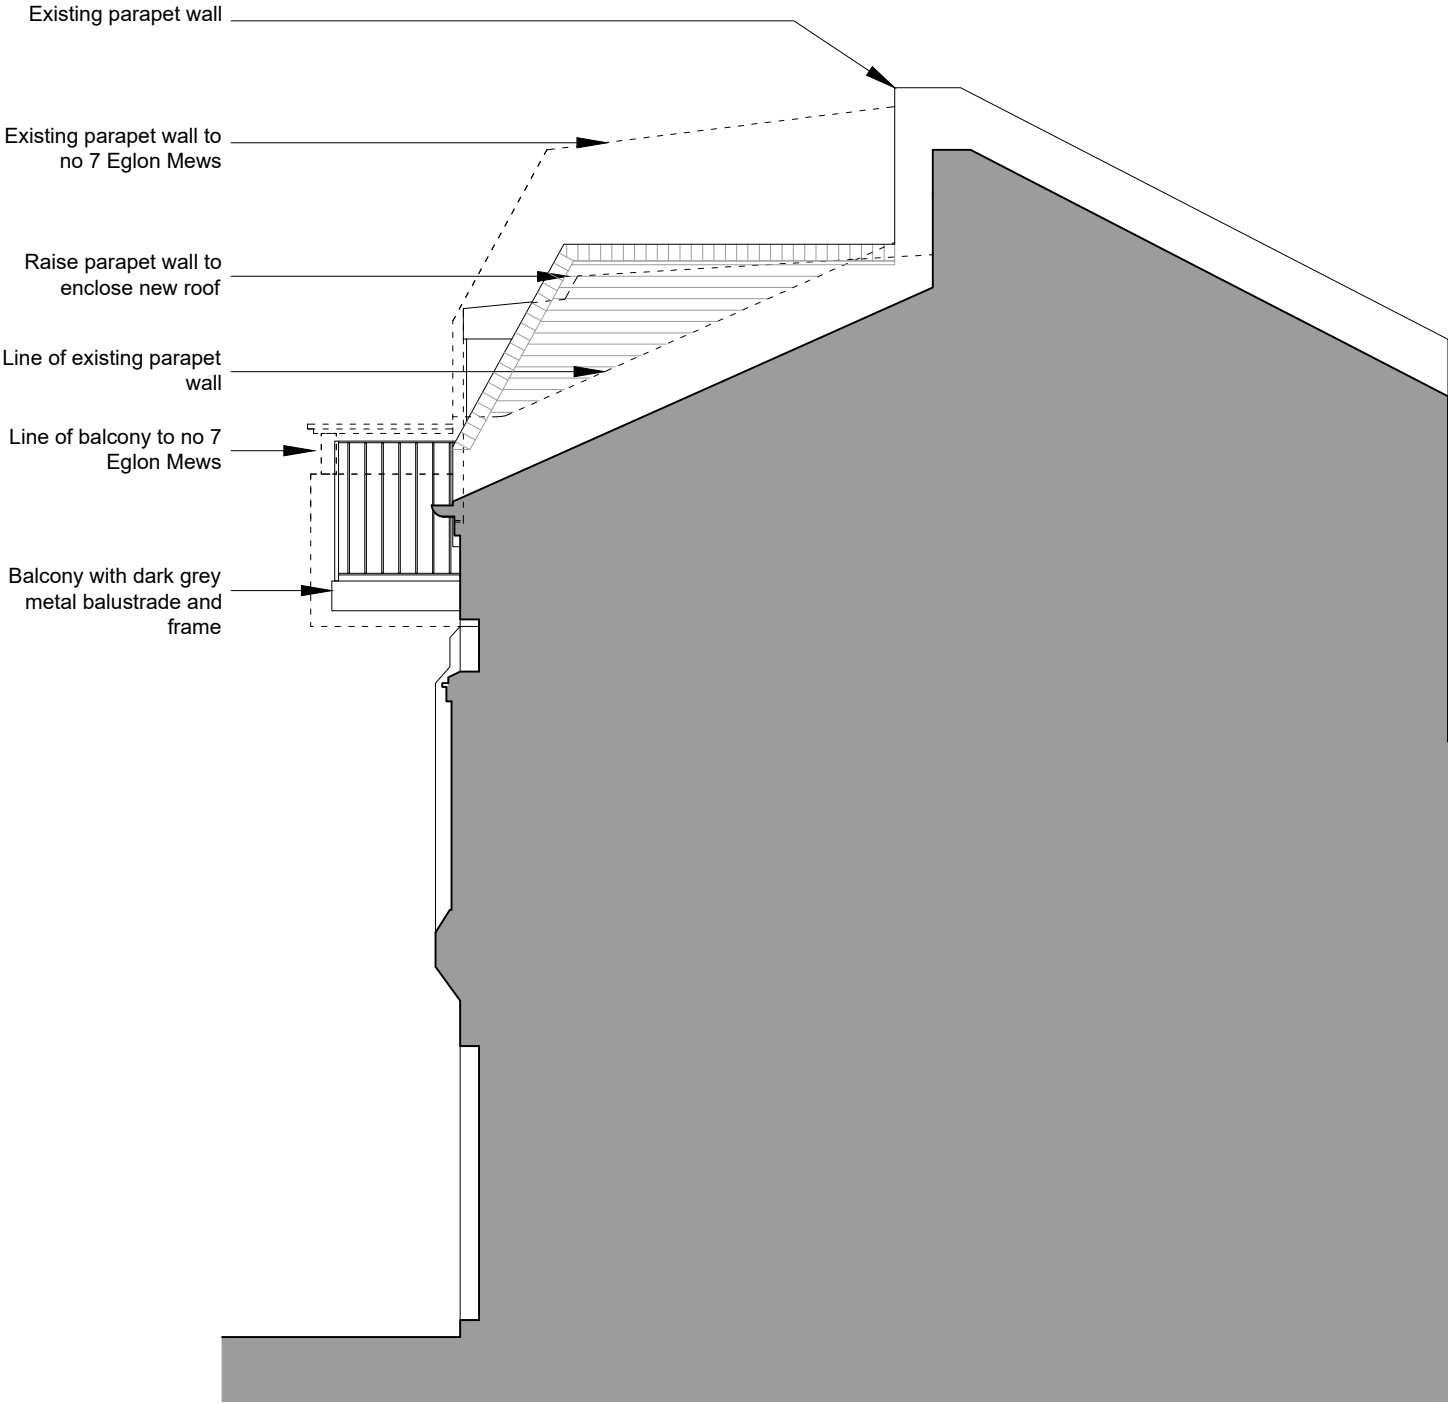 Existing parapet wall
Existing parapet wall to
no 7 Eglon Mews
Raise parapet wall to
enclose new roof
Line of existing parapet
wall
Line of balcony to no 7
Eglon Mews
Balcony with dark grey
metal balustrade and
frame